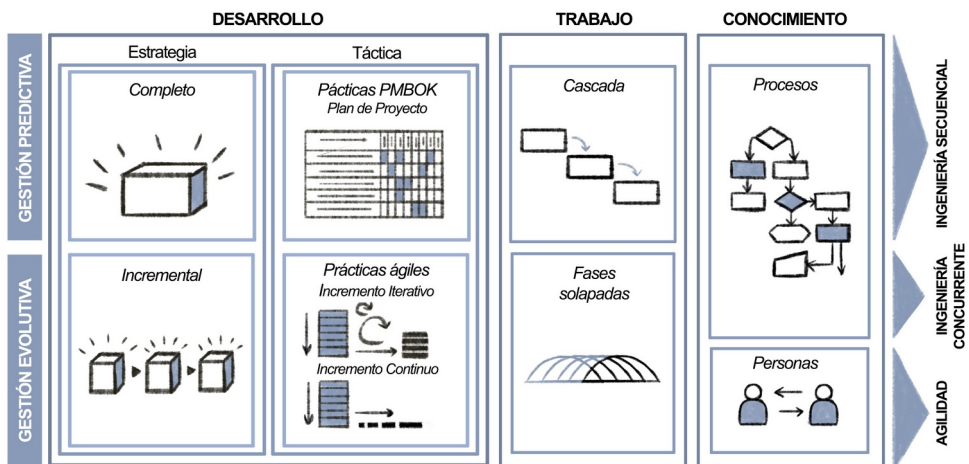 DESARROLLO
TRABAJO
CONOCIMIENTO
GESTIÓN PREDICTIVA
Estrategia
Táctica
Completo
Pácticas PMBOK
Plan de Proyecto
Cascada
Procesos
INGENIERÍA SECUENCIAL
GESTIÓN EVOLUTIVA
Incremental
Prácticas ágiles
Incremento Iterativo
Incremento Continuo
Fases
solapadas
INGENIERÍA
CONCURRENTE
Personas
AGILIDAD